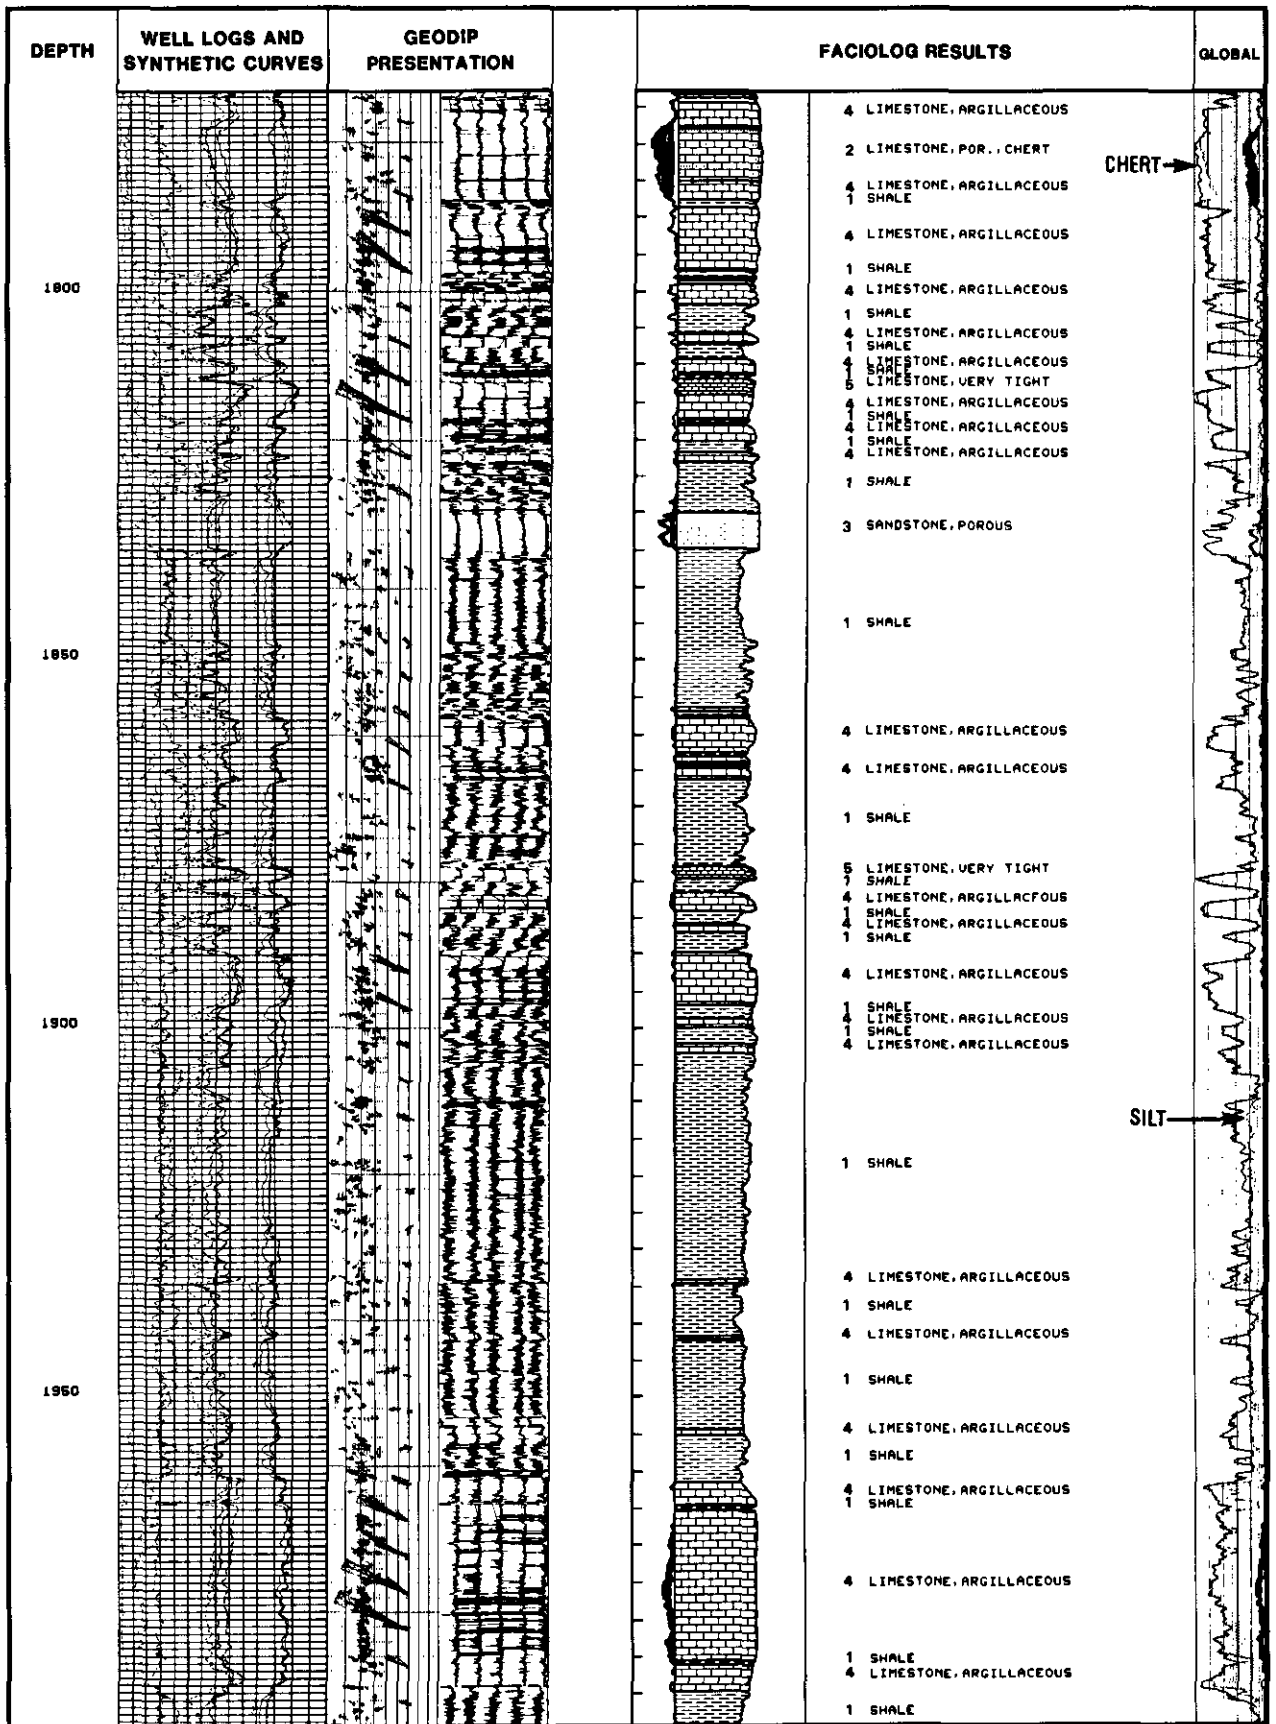 DEPTH
WELL LOGS AND
SYNTHETIC CURVES
GEODIP
PRESENTATION
FACIOLOG RESULTS
GLOBAL
4 LIMESTONE, ARGILLACEOUS
2 LIMESTONE, POR., CHERT
CHERT
4 LIMESTONE, ARGILLACEOUS
1 SHALE
4 LIMESTONE, ARGILLACEOUS
1 SHALE
1800
4 LIMESTONE, ARGILLACEOUS
1 SHALE
4 LIMESTONE, ARGILLACEOUS
1 SHALE
4 LIMESTONE, ARGILLACEOUS
1 SHALE
5 LIMESTONE, VERY TIGHT
4 LIMESTONE, ARGILLACEOUS
1 SHALE
4 LIMESTONE, ARGILLACEOUS
1 SHALE
4 LIMESTONE, ARGILLACEOUS
1 SHALE
3 SANDSTONE, POROUS
1 SHALE
1850
4 LIMESTONE, ARGILLACEOUS
4 LIMESTONE, ARGILLACEOUS
1 SHALE
5 LIMESTONE, VERY TIGHT
1 SHALE
4 LIMESTONE, ARGILLACFOUS
1 SHALE
4 LIMESTONE, ARGILLACEOUS
1 SHALE
4 LIMESTONE, ARGILLACEOUS
1 SHALE
4 LIMESTONE, ARGILLACEOUS
1900
1 SHALE
4 LIMESTONE, ARGILLACEOUS
SILT
1 SHALE
4 LIMESTONE, ARGILLACEOUS
1 SHALE
4 LIMESTONE, ARGILLACEOUS
1 SHALE
1950
4 LIMESTONE, ARGILLACEOUS
1 SHALE
4 LIMESTONE, ARGILLACEOUS
1 SHALE
4 LIMESTONE, ARGILLACEOUS
1 SHALE
4 LIMESTONE, ARGILLACEOUS
1 SHALE